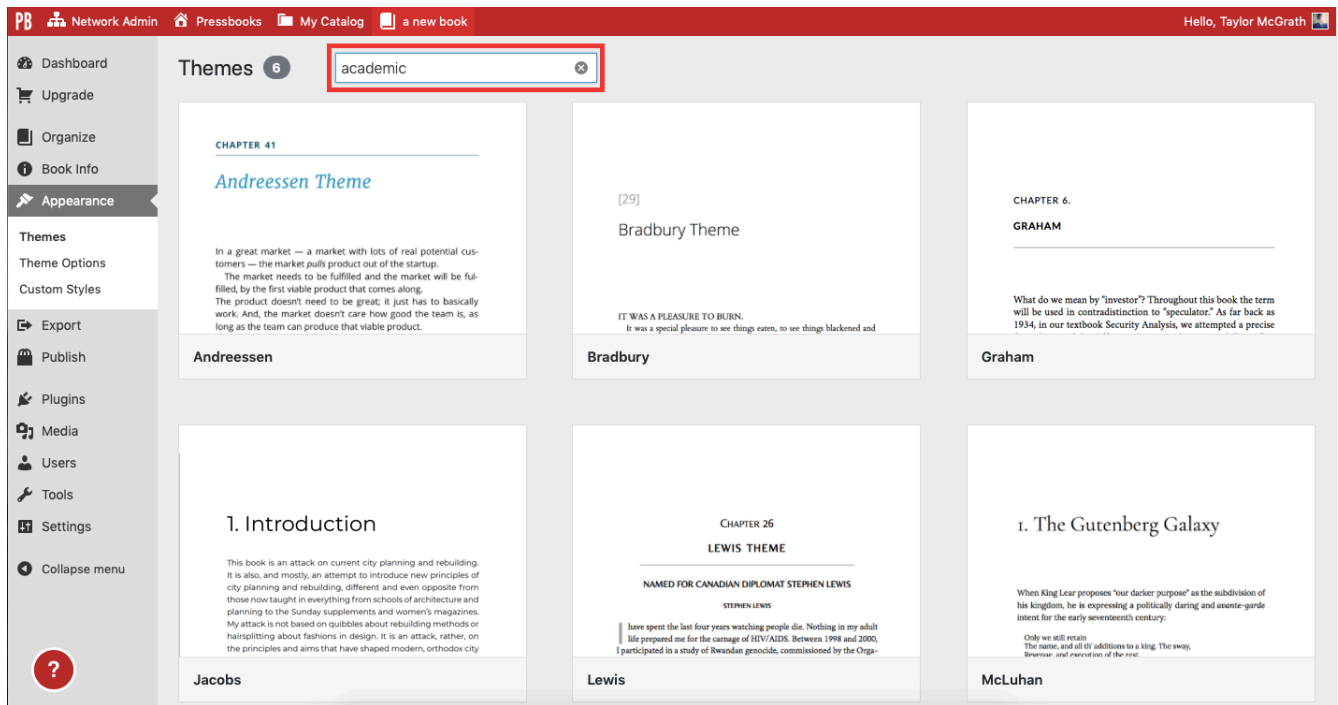 PB Network Admin Pressbooks My Catalog a new book Hello, Taylor McGrath
Dashboard
Upgrade
Organize
Book Info
Appearance
Themes
Theme Options
Custom Styles
Export
Publish
Plugins
Media
Users
Tools
Settings
Collapse menu
?
Themes 6 academic
CHAPTER 41
Andreessen Theme
In a great market — a market with lots of real potential cus-
tomers — the market pulls product out of the startup.
The market needs to be fulfilled and the market will be ful-
filled, by the first viable product that comes along.
The product doesn't need to be great; it just has to basically
work. And, the market doesn't care how good the team is, as
long as the team can produce that viable product.
Andreessen
[29]
Bradbury Theme
IT WAS A PLEASURE TO BURN.
It was a special pleasure to see things eaten, to see things blackened and
Bradbury
CHAPTER 6.
GRAHAM
What do we mean by “investor”? Throughout this book the term
will be used in contradistinction to “speculator.” As far back as
1934, in our textbook Security Analysis, we attempted a precise
Graham
1. Introduction
This book is an attack on current city planning and rebuilding.
It is also, and mostly, an attempt to introduce new principles of
city planning and rebuilding, different and even opposite from
those now taught in everything from schools of architecture and
planning to the Sunday supplements and women's magazines.
My attack is not based on quibbles about rebuilding methods or
hairsplitting about fashions in design. It is an attack, rather, on
the principles and aims that have shaped modern, orthodox city
Jacobs
CHAPTER 26
LEWIS THEME
NAMED FOR CANADIAN DIPLOMAT STEPHEN LEWIS
STEPHEN LEWIS
I have spent the last four years watching people die. Nothing in my adult
life prepared me for the carnage of HIV/AIDS. Between 1998 and 2000,
I participated in a study of Rwandan genocide, commissioned by the Orga-
Lewis
1. The Gutenberg Galaxy
When King Lear proposes “our darker purpose” as the subdivision of
his kingdom, he is expressing a politically daring and avante-garde
intent for the early seventeenth century:
Only we still retain
The name, and all th' additions to a king. The sway,
Revenue, and execution of the rest,
McLuhan